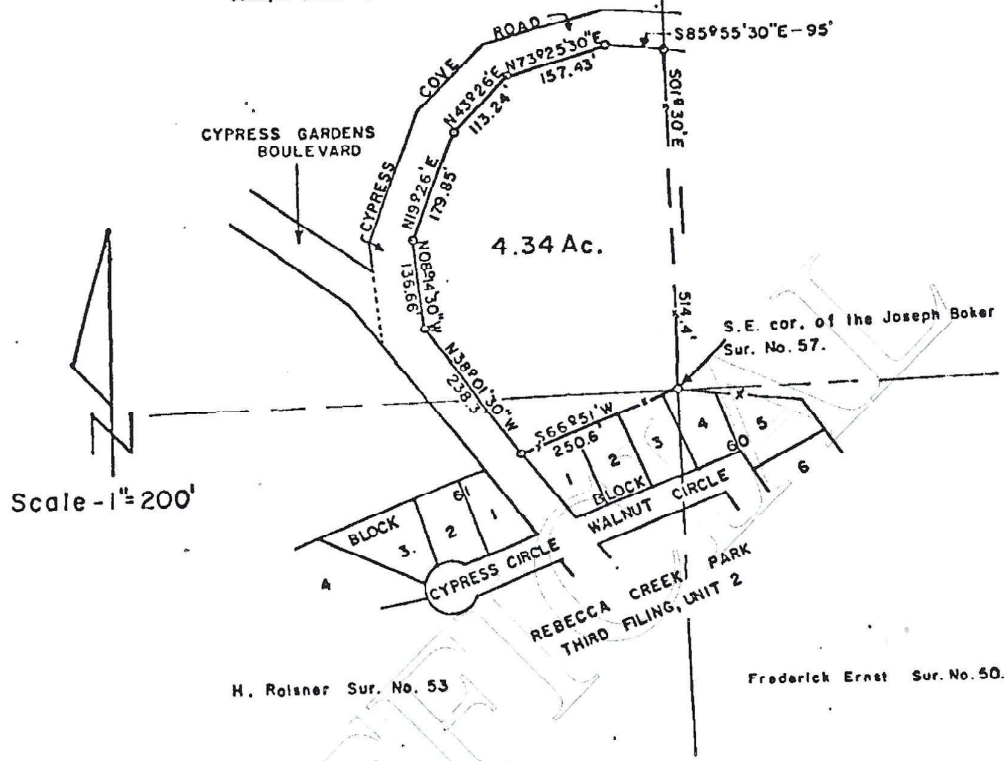 ROAD
S85°55'30"E-95'
N73°25'30"E
157.43'
COVE
N43°26'E
113.24'
S01°30'E
CYPRESS GARDENS
BOULEVARD
CYPRESS
N19°26'E
179.85'
4.34 Ac.
N08°14'30"W
136.66'
514.4'
S.E. cor. of the Joseph Boker
Sur. No. 57.
N38°01'30"W
238.3
S66°51'W
250.6'
x
x
1
2
3
4
5
6
BLOCK
60
WALNUT CIRCLE
N
Scale-1"=200'
BLOCK
61
1
2
3.
4
CYPRESS CIRCLE
REBECCA CREEK PARK
THIRD FILING, UNIT 2
H. Roisner Sur. No. 53
Frederick Ernst Sur. No. 50.